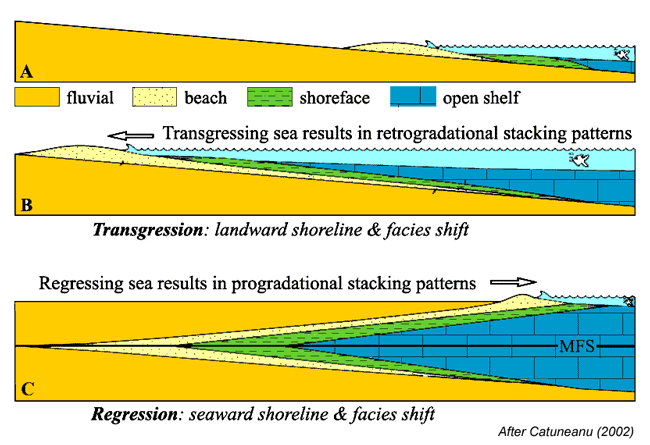 A
fluvial beach shoreface open shelf
Transgressing sea results in retrogradational stacking patterns
B
Transgression: landward shoreline & facies shift
Regressing sea results in progradational stacking patterns
MFS
C
Regression: seaward shoreline & facies shift
After Catuneanu (2002)